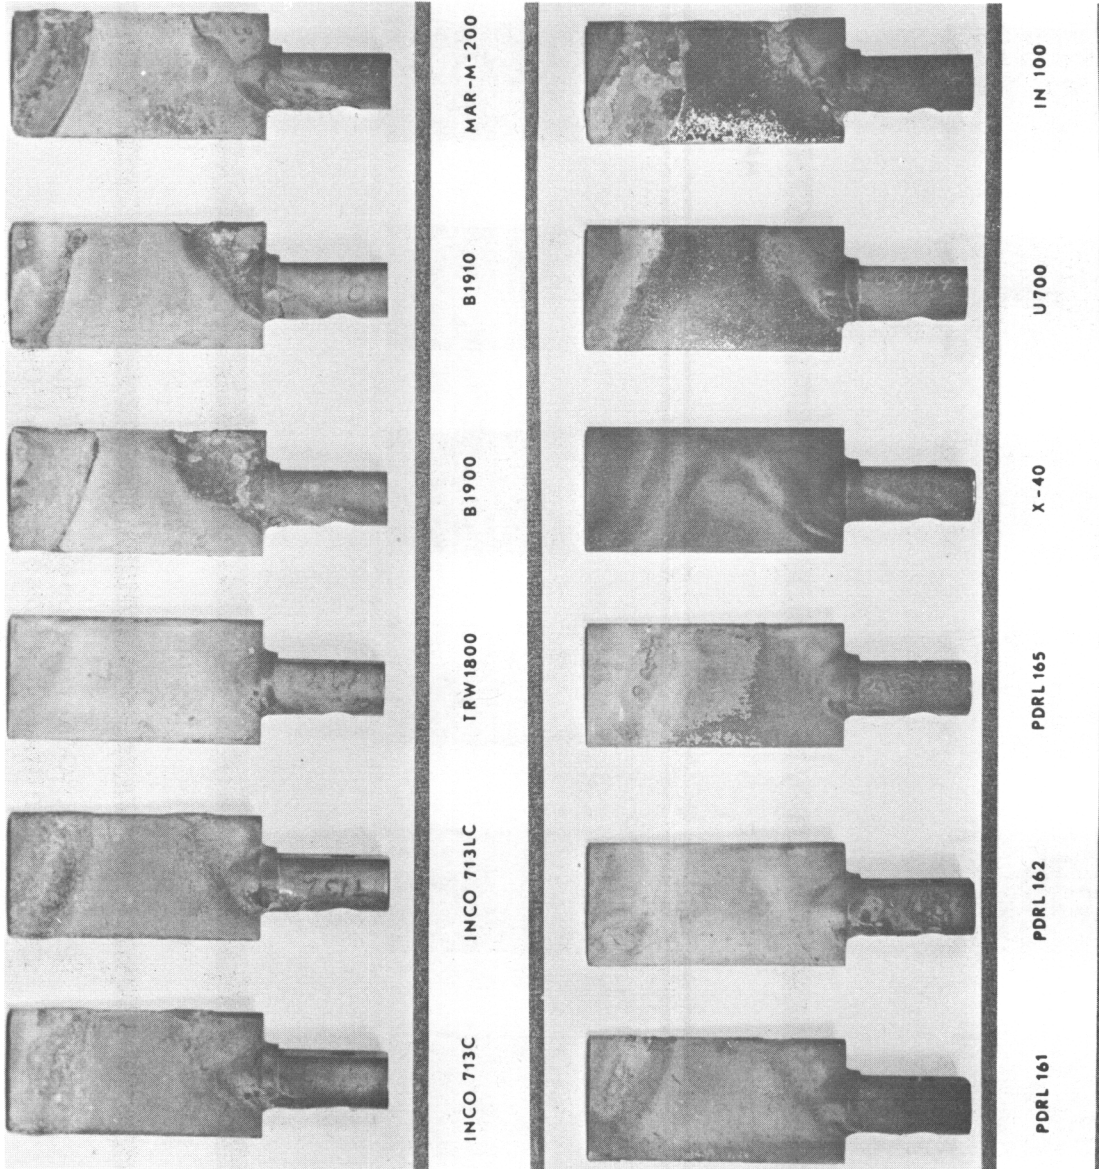 INCO 713C
INCO 713LC
TRW1800
B1900
B1910
MAR-M-200
PDRL 161
PDRL 162
PDRL 165
X-40
U700
IN 100